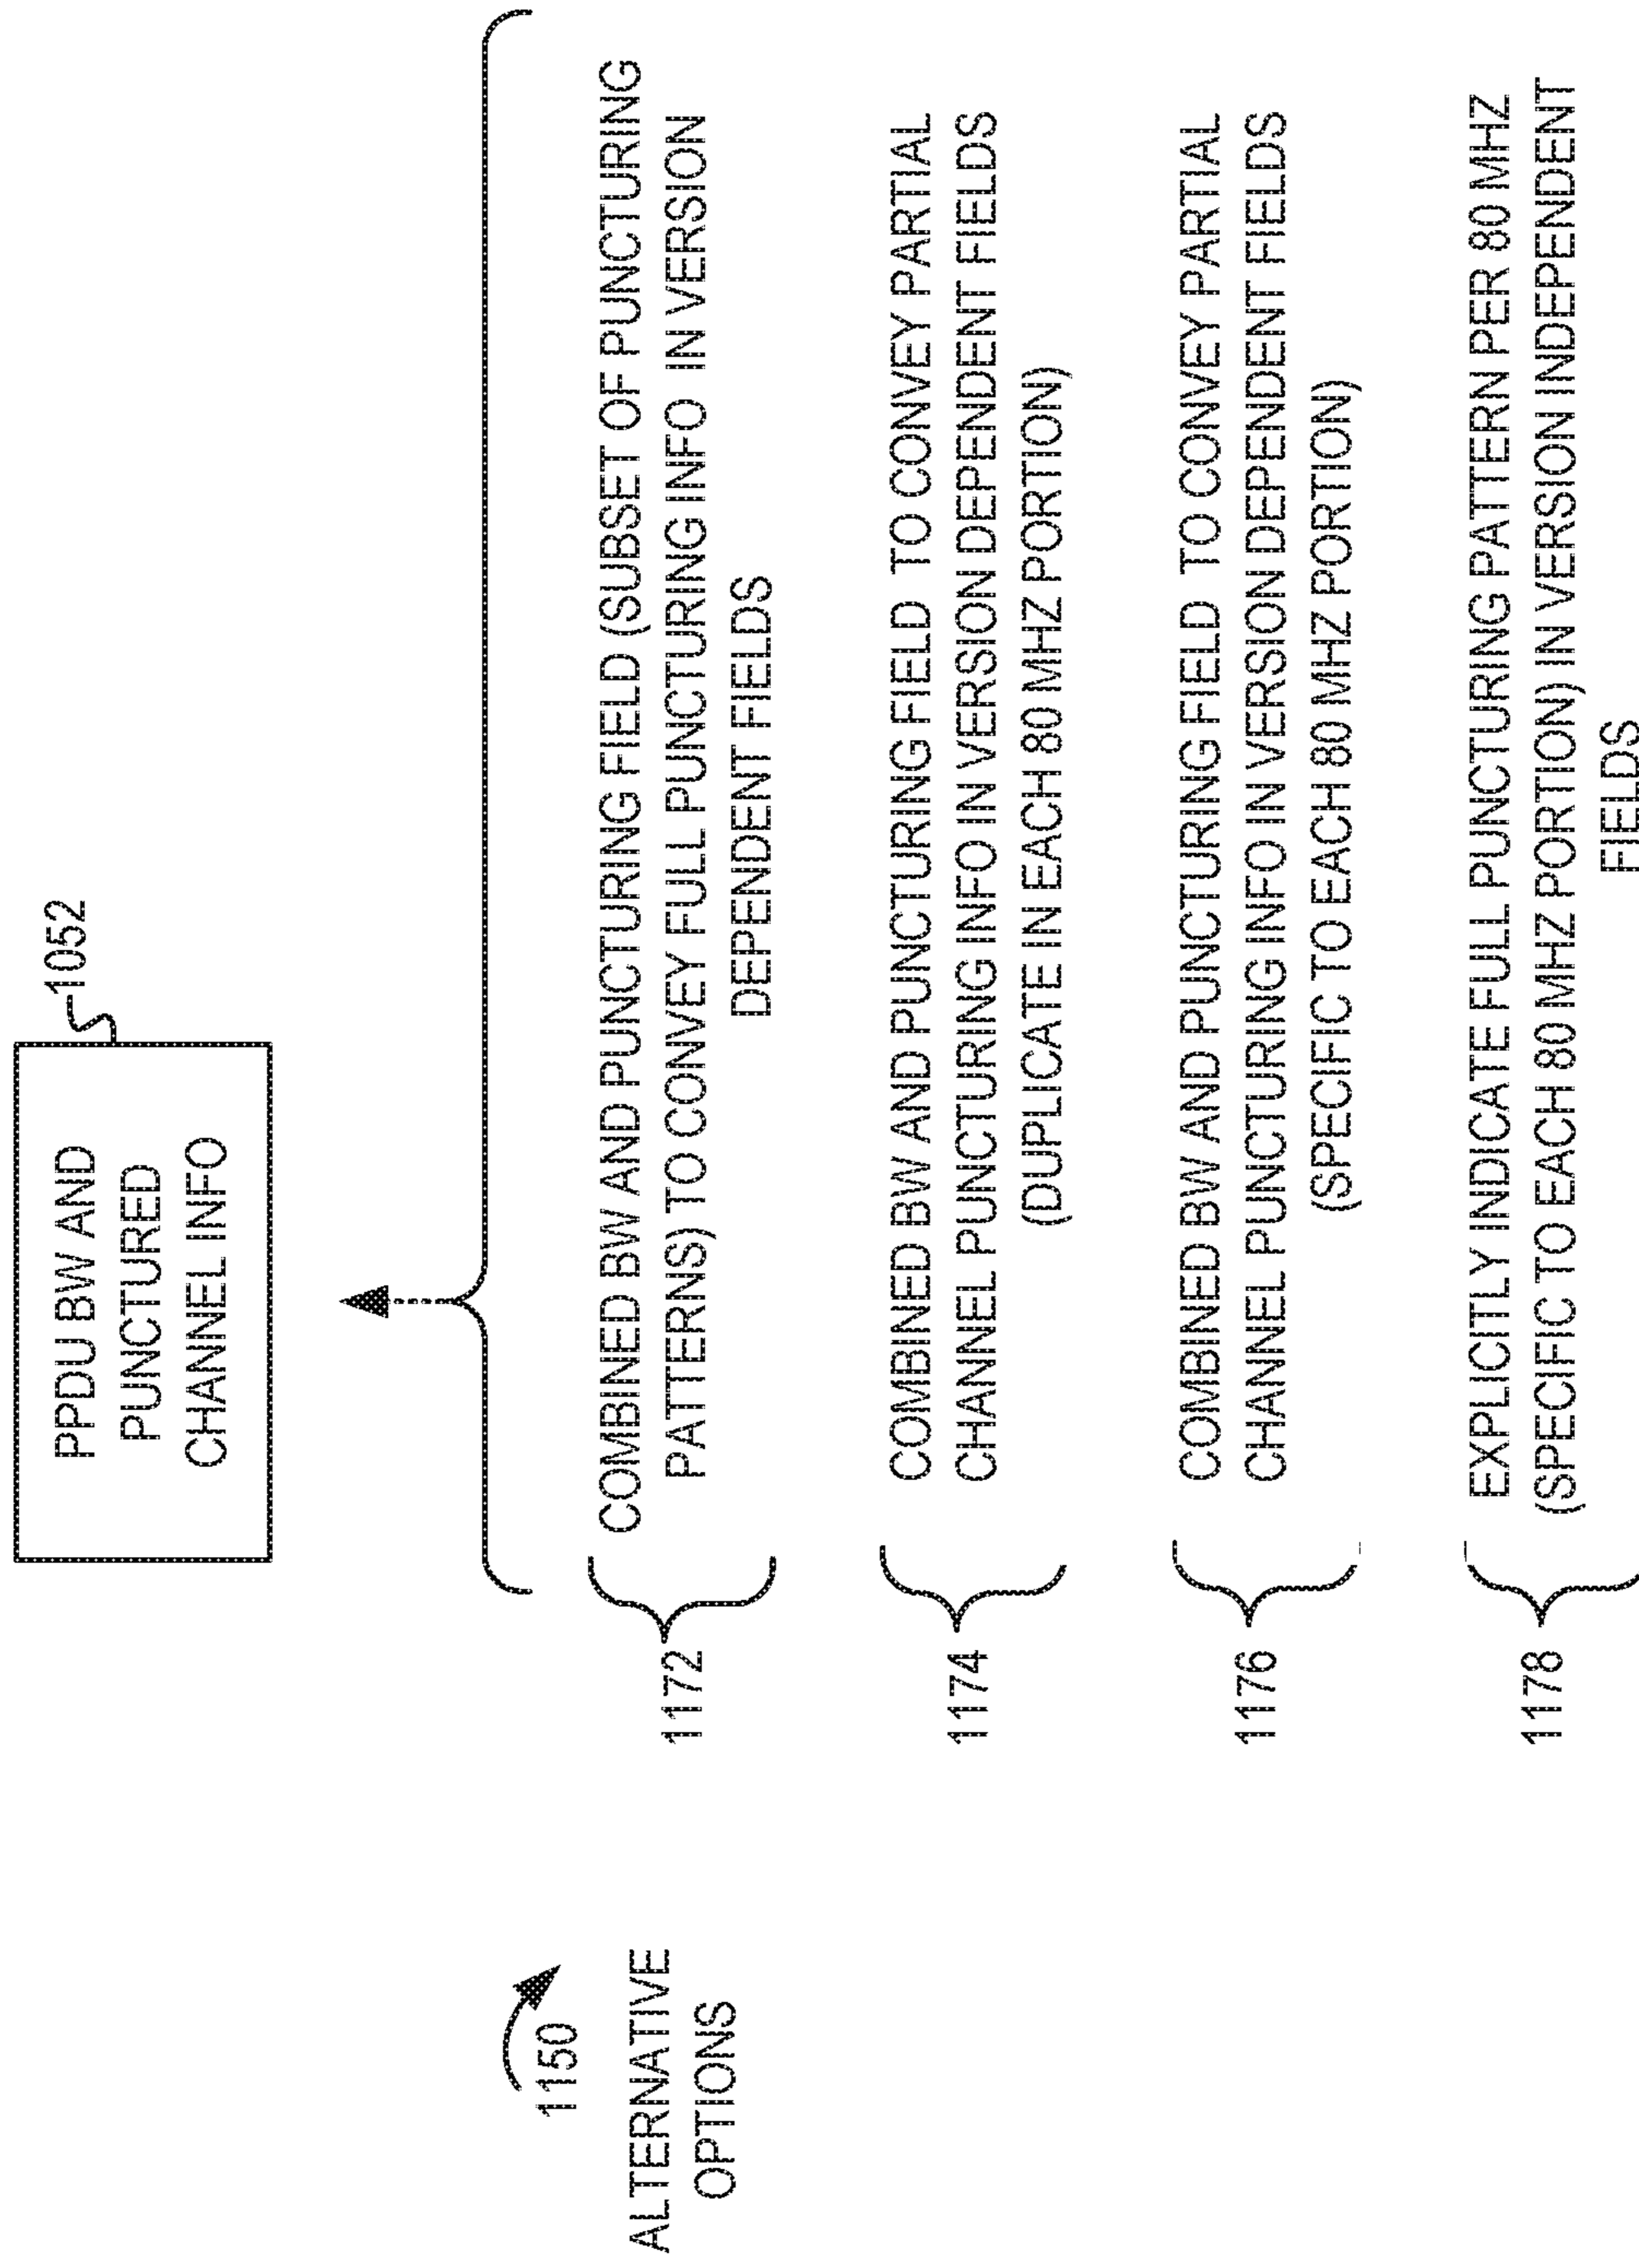 PPDU BW AND
PUNCTURED
CHANNEL INFO
1052
1150
ALTERNATIVE
OPTIONS
1172
COMBINED BW AND PUNCTURING FIELD (SUBSET OF PUNCTURING
PATTERNS) TO CONVEY FULL PUNCTURING INFO IN VERSION
DEPENDENT FIELDS
1174
COMBINED BW AND PUNCTURING FIELD TO CONVEY PARTIAL
CHANNEL PUNCTURING INFO IN VERSION DEPENDENT FIELDS
(DUPLICATE IN EACH 80 MHZ PORTION)
1176
COMBINED BW AND PUNCTURING FIELD TO CONVEY PARTIAL
CHANNEL PUNCTURING INFO IN VERSION DEPENDENT FIELDS
(SPECIFIC TO EACH 80 MHZ PORTION)
1178
EXPLICITLY INDICATE FULL PUNCTURING PATTERN PER 80 MHZ
(SPECIFIC TO EACH 80 MHZ PORTION) IN VERSION INDEPENDENT
FIELDS